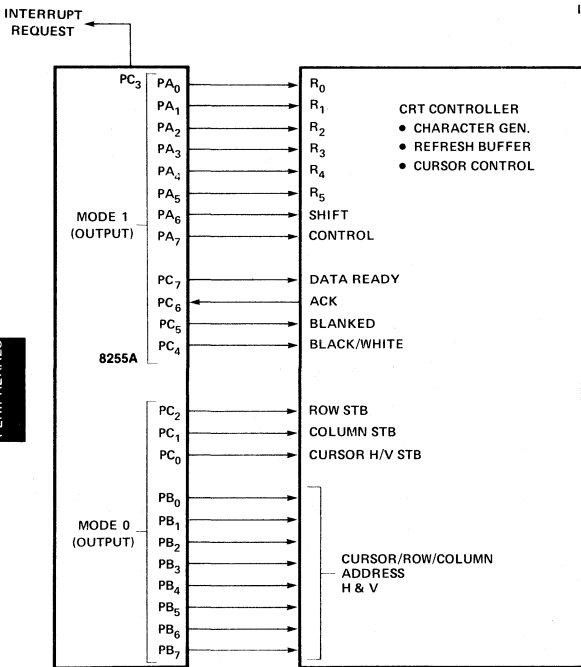 INTERRUPT
REQUEST
PC3
PA0 R0
PA1 R1
PA2 R2
PA3 R3
PA4 R4
PA5 R5
PA6 SHIFT
PA7 CONTROL
MODE 1
(OUTPUT)
CRT CONTROLLER
• CHARACTER GEN.
• REFRESH BUFFER
• CURSOR CONTROL
PC7 DATA READY
PC6 ACK
PC5 BLANKED
PC4 BLACK/WHITE
8255A
PC2 ROW STB
PC1 COLUMN STB
PC0 CURSOR H/V STB
MODE 0
(OUTPUT)
PB0
PB1
PB2
PB3
PB4
PB5
PB6
PB7
CURSOR/ROW/COLUMN
ADDRESS
H & V